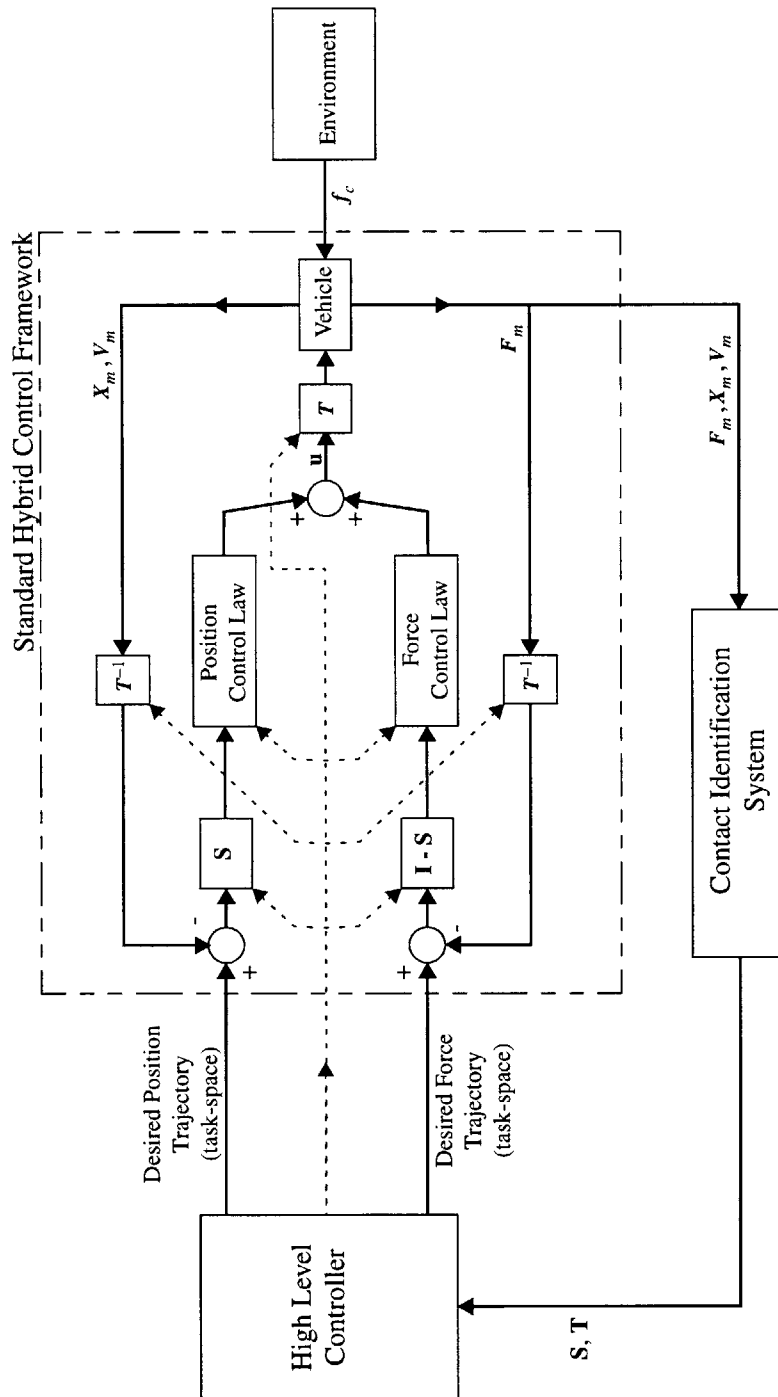 Standard Hybrid Control Framework
High Level
Controller
Desired Position
Trajectory
(task-space)
Desired Force
Trajectory
(task-space)
S, T
+
-
+
-
S
I - S
T⁻¹
T⁻¹
Position
Control Law
Force
Control Law
+
+
u
T
Vehicle
X_m, V_m
F_m
f_c
Environment
F_m, X_m, V_m
Contact Identification
System